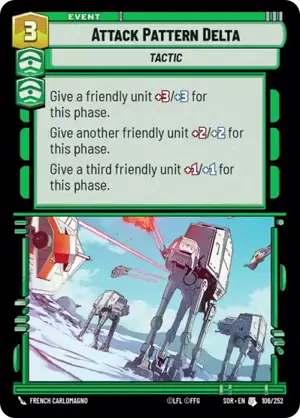 EVENT
3
ATTACK PATTERN DELTA
TACTIC
Give a friendly unit +3/+3 for
this phase.
Give another friendly unit +2/+2 for
this phase.
Give a third friendly unit +1/+1 for
this phase.
FRENCH CARLOMAGNO
©LFL ©FFG
SOR • EN U 106/252